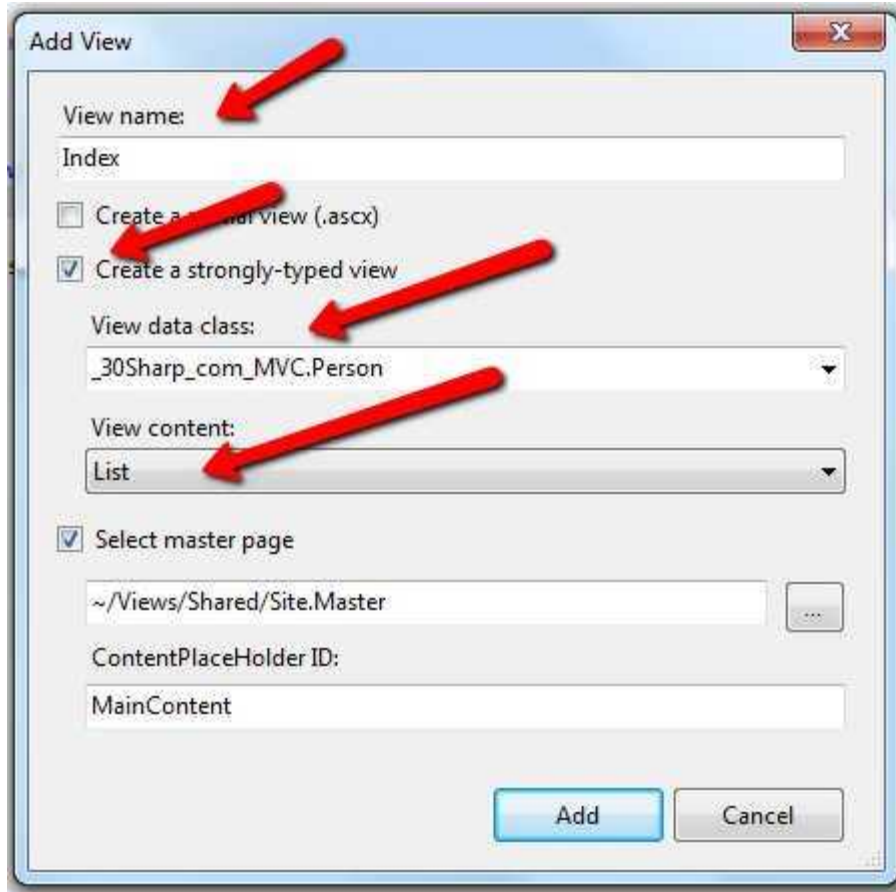 Add View
View name:
Index
Create a view (.ascx)
Create a strongly-typed view
View data class:
_30Sharp_com_MVC.Person
View content:
List
Select master page
~/Views/Shared/Site.Master
...
ContentPlaceHolder ID:
MainContent
Add
Cancel